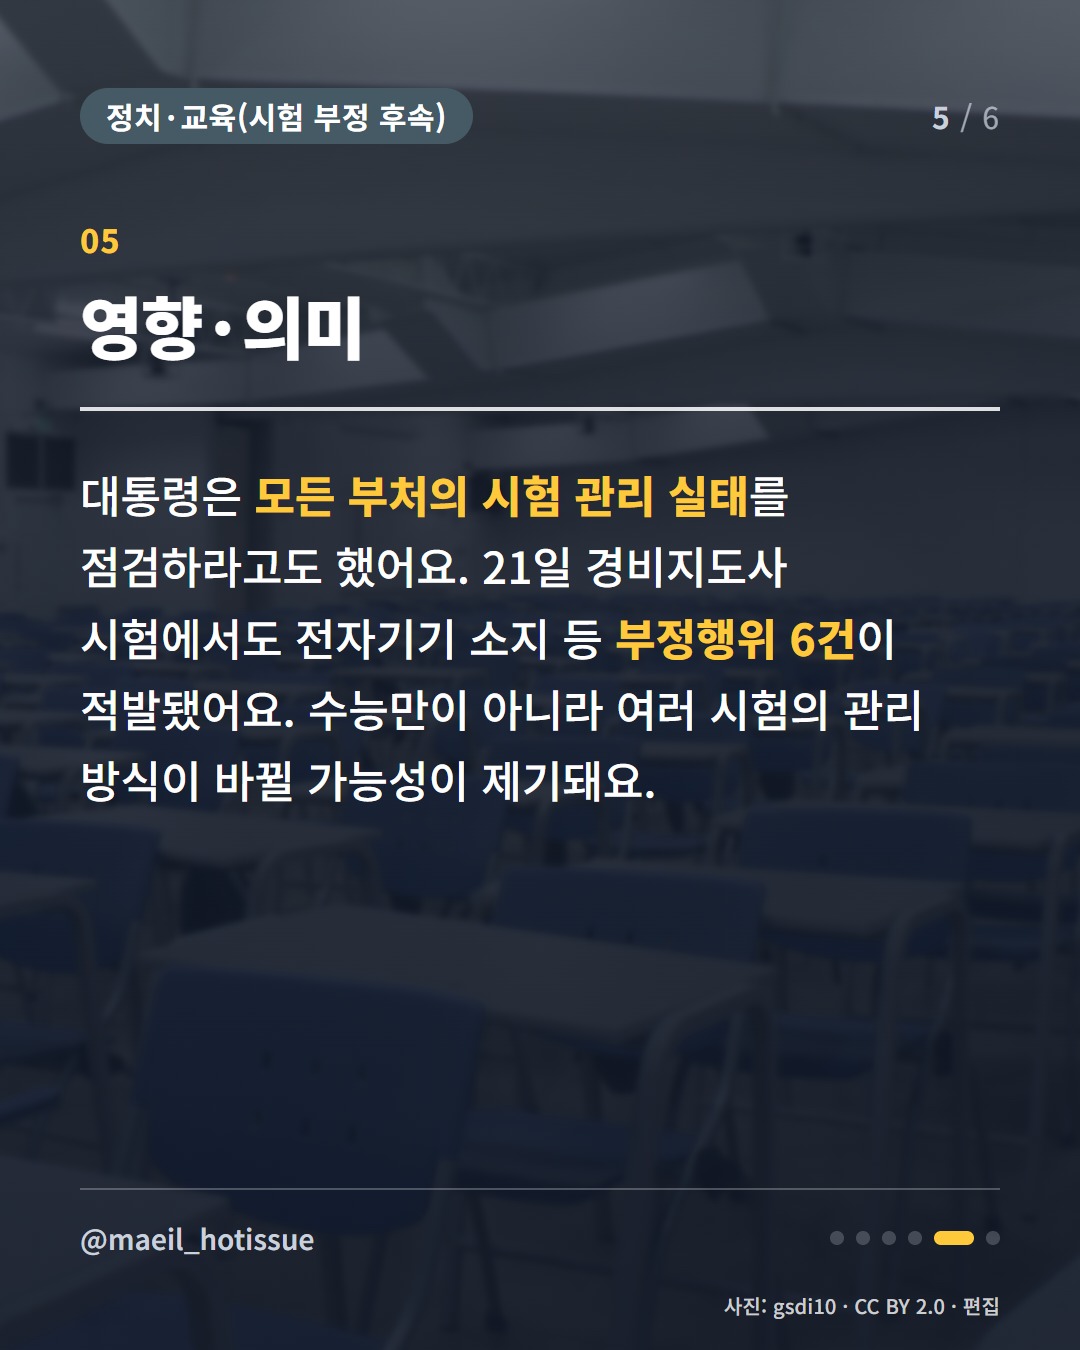 정치·교육(시험 부정 후속)
5 / 6
05
영향·의미
대통령은 모든 부처의 시험 관리 실태를
점검하라고도 했어요. 21일 경비지도사
시험에서도 전자기기 소지 등 부정행위 6건이
적발됐어요. 수능만이 아니라 여러 시험의 관리
방식이 바뀔 가능성이 제기돼요.
@maeil_hotissue
사진: gsdi10 · CC BY 2.0 · 편집